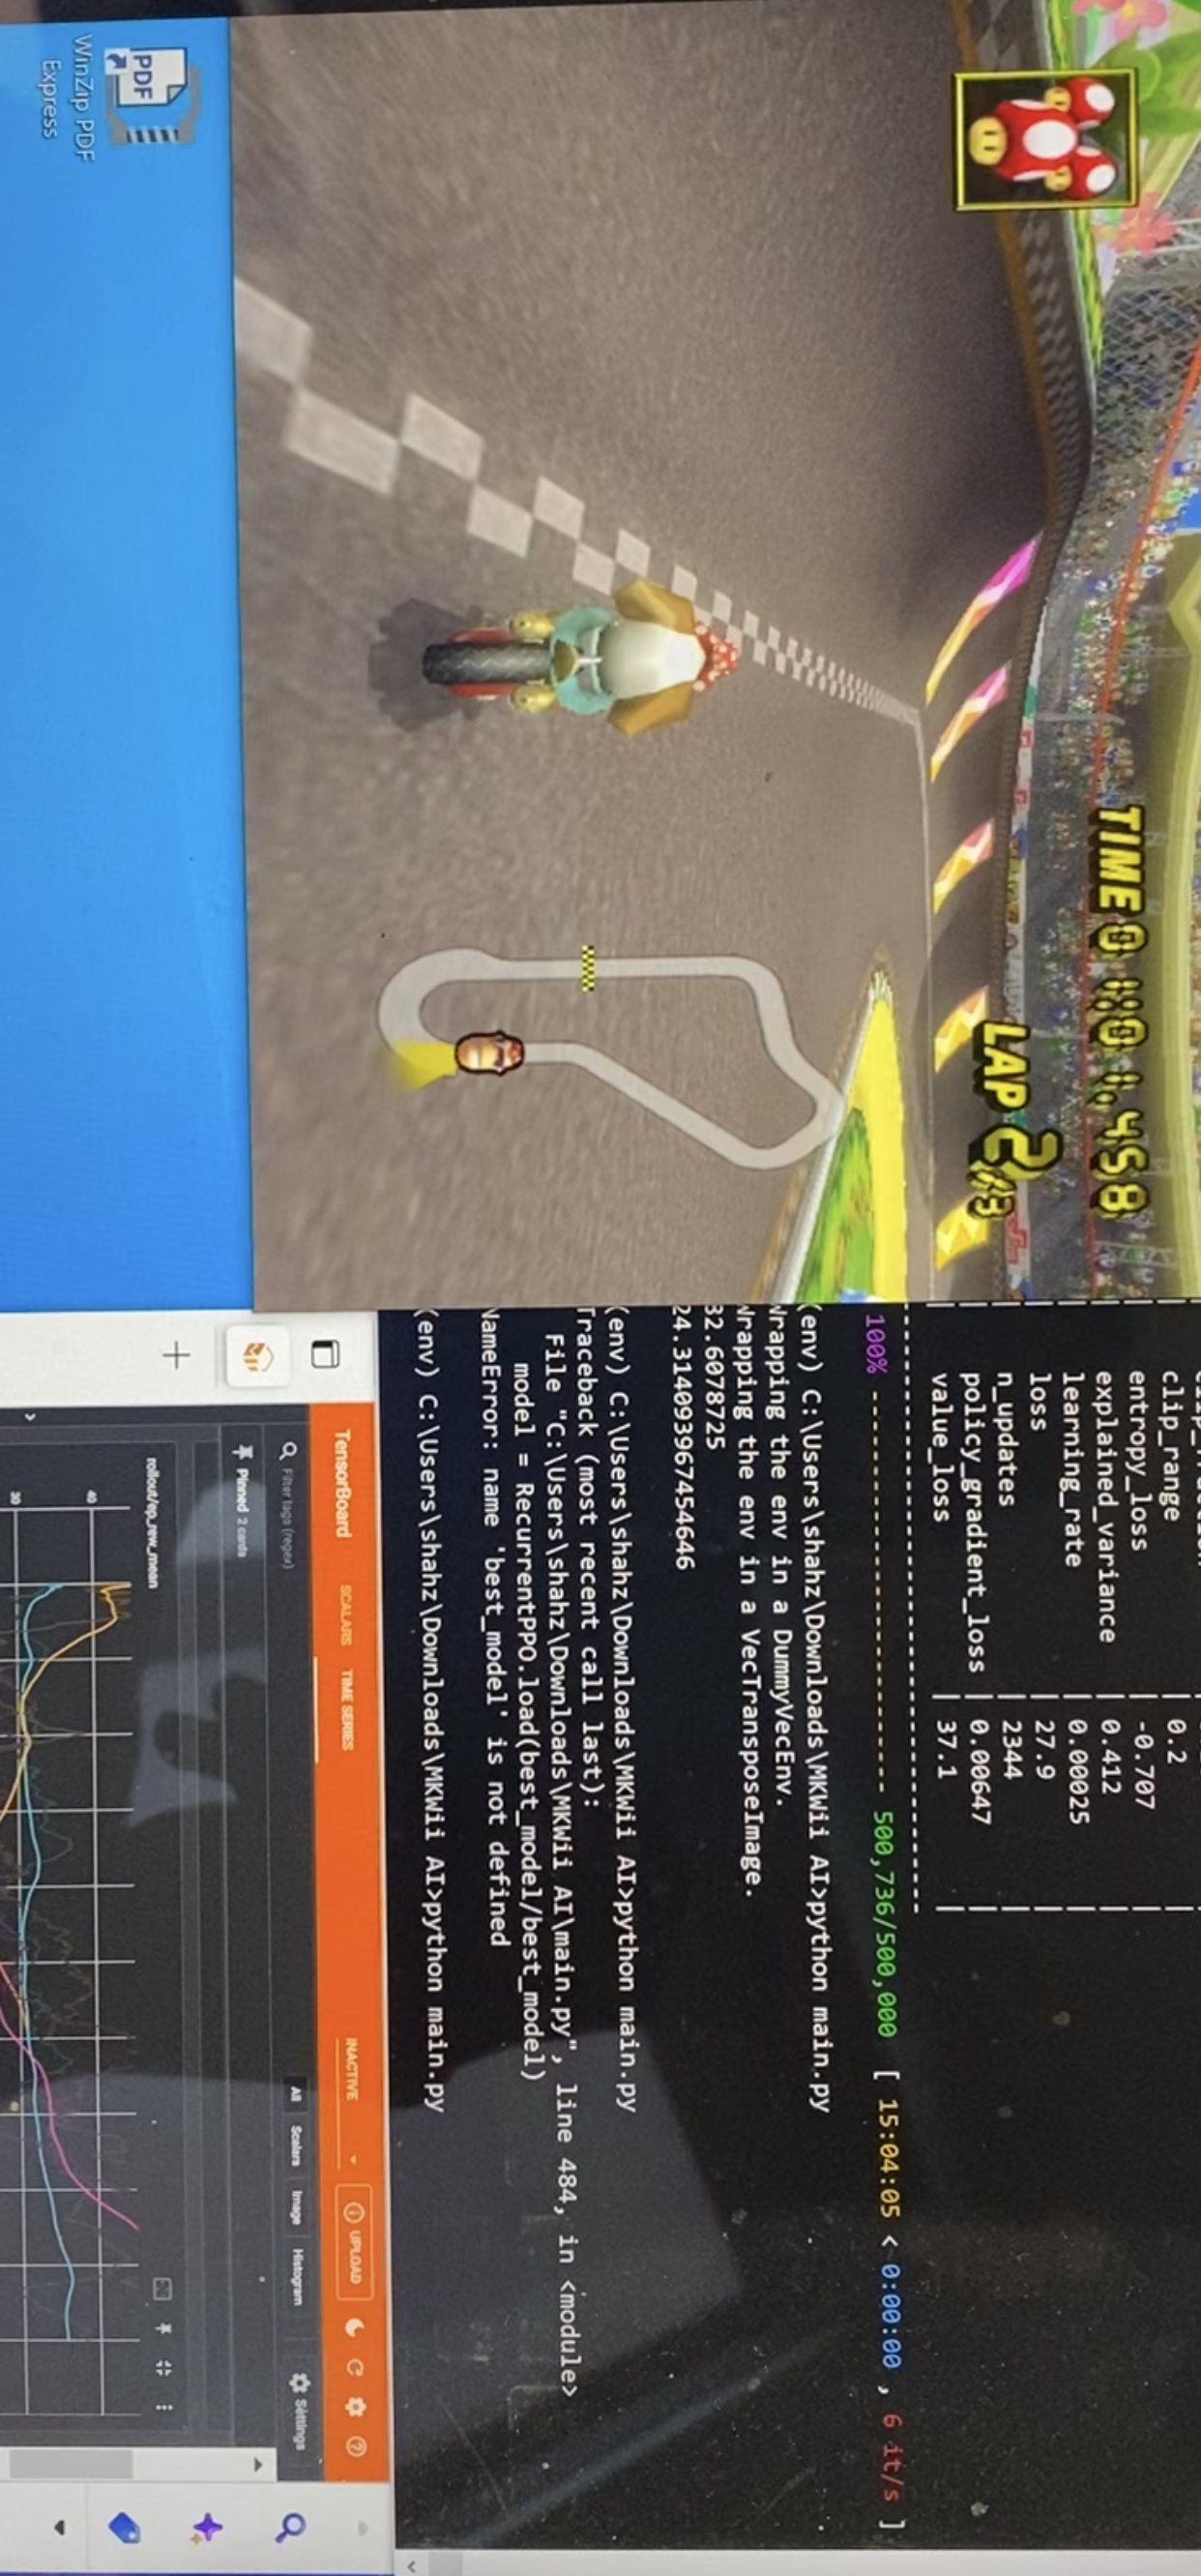 TIME 01:01.458
LAP 2/3
clip_range | 0.2 |
entropy_loss | -0.707 |
explained_variance | 0.412 |
learning_rate | 0.00025 |
loss | 27.9 |
n_updates | 2344 |
policy_gradient_loss | 0.00647 |
value_loss | 37.1 |
100% 500,736/500,000 [ 15:04:05 < 0:00:00 , 6 it/s ]
(env) C:\Users\shahz\Downloads\MKWii AI>python main.py
Wrapping the env in a DummyVecEnv.
Wrapping the env in a VecTransposeImage.
32.6078725
24.314093967454646
(env) C:\Users\shahz\Downloads\MKWii AI>python main.py
Traceback (most recent call last):
File "C:\Users\shahz\Downloads\MKWii AI\main.py", line 484, in <module>
model = RecurrentPPO.load(best_model/best_model)
NameError: name 'best_model' is not defined
(env) C:\Users\shahz\Downloads\MKWii AI>python main.py
TensorBoard SCALARS TIME SERIES INACTIVE UPLOAD
Filter tags (regex) All Scalars Image Histogram Settings
Pinned 2 cards
rollout/ep_rew_mean
40
30
PDF
WinZip PDF
Express